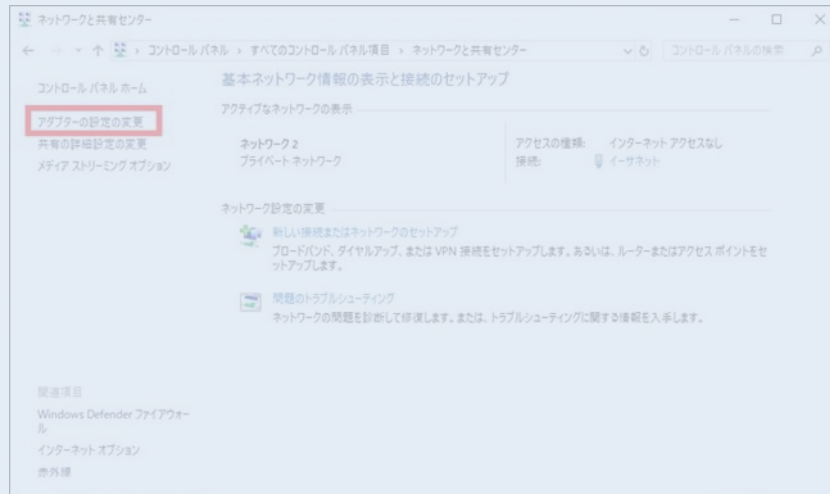 ネットワークと共有センター
コントロール パネル › すべてのコントロール パネル項目 › ネットワークと共有センター
コントロール パネルの検索
コントロール パネル ホーム
アダプターの設定の変更
共有の詳細設定の変更
メディア ストリーミング オプション
基本ネットワーク情報の表示と接続のセットアップ
アクティブなネットワークの表示
ネットワーク 2
プライベート ネットワーク
アクセスの種類: インターネット アクセスなし
接続: イーサネット
ネットワーク設定の変更
新しい接続またはネットワークのセットアップ
ブロードバンド、ダイヤルアップ、または VPN 接続をセットアップします。あるいは、ルーターまたはアクセス ポイントをセ
ットアップします。
問題のトラブルシューティング
ネットワークの問題を診断して修復します。または、トラブルシューティングに関する情報を入手します。
関連項目
Windows Defender ファイアウォー
ル
インターネット オプション
赤外線